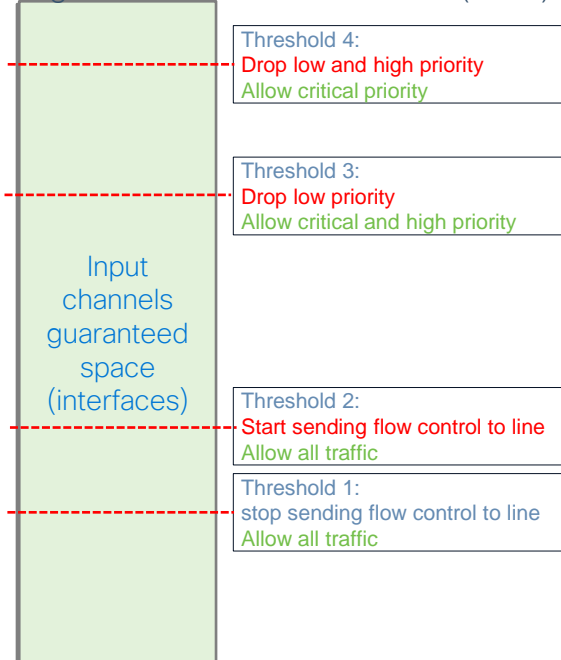 Threshold 4:
Drop low and high priority
Allow critical priority
Threshold 3:
Drop low priority
Allow critical and high priority
Input
channels
guaranteed
space
(interfaces)
Threshold 2:
Start sending flow control to line
Allow all traffic
Threshold 1:
stop sending flow control to line
Allow all traffic